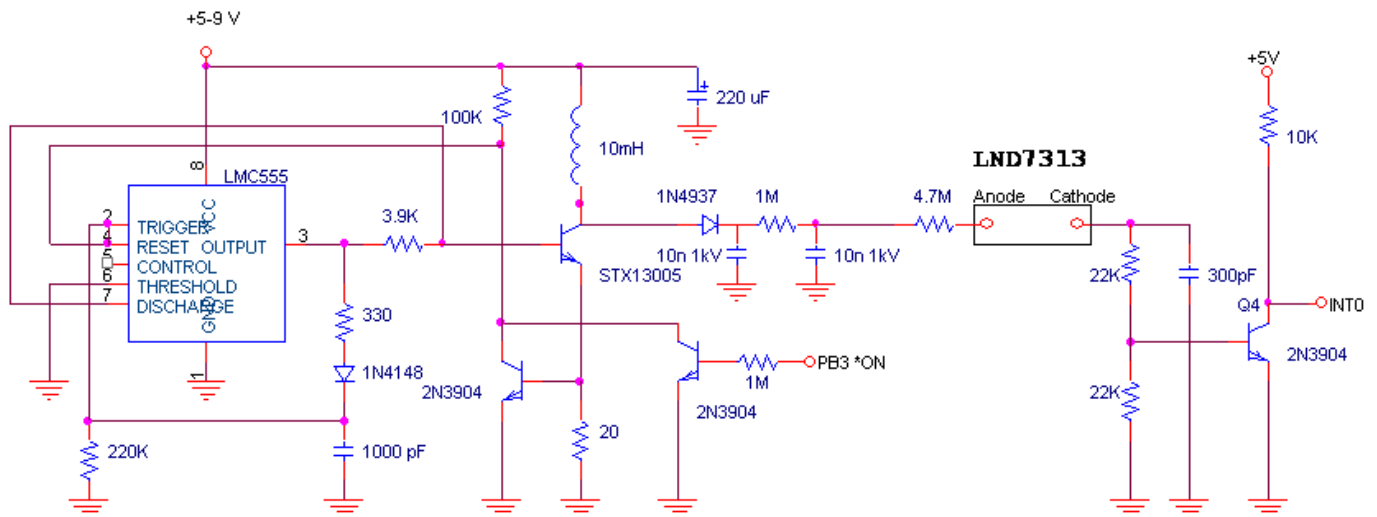 +5-9 V
+5V
220 uF
100K
10K
10mH
LND7313
8
LMC555
1N4937
1M
4.7M
Anode
Cathode
2
TRIGGER
VCC
3.9K
4
RESET
OUTPUT
3
5
CONTROL
10n 1kV
10n 1kV
STX13005
6
THRESHOLD
22K
300pF
7
DISCHARGE
GND
330
Q4
INT0
1
1N4148
2N3904
1M
PB3 *ON
2N3904
2N3904
22K
220K
1000 pF
20